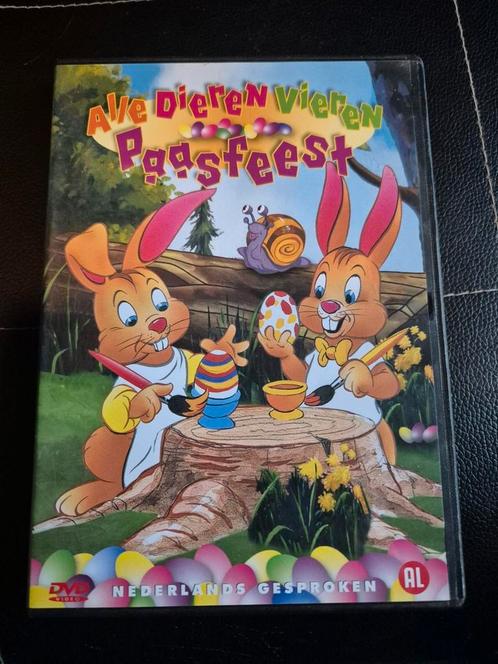 Alle Dieren Vieren
Paasfeest
DVD
VIDEO
NEDERLANDS GESPROKEN
AL